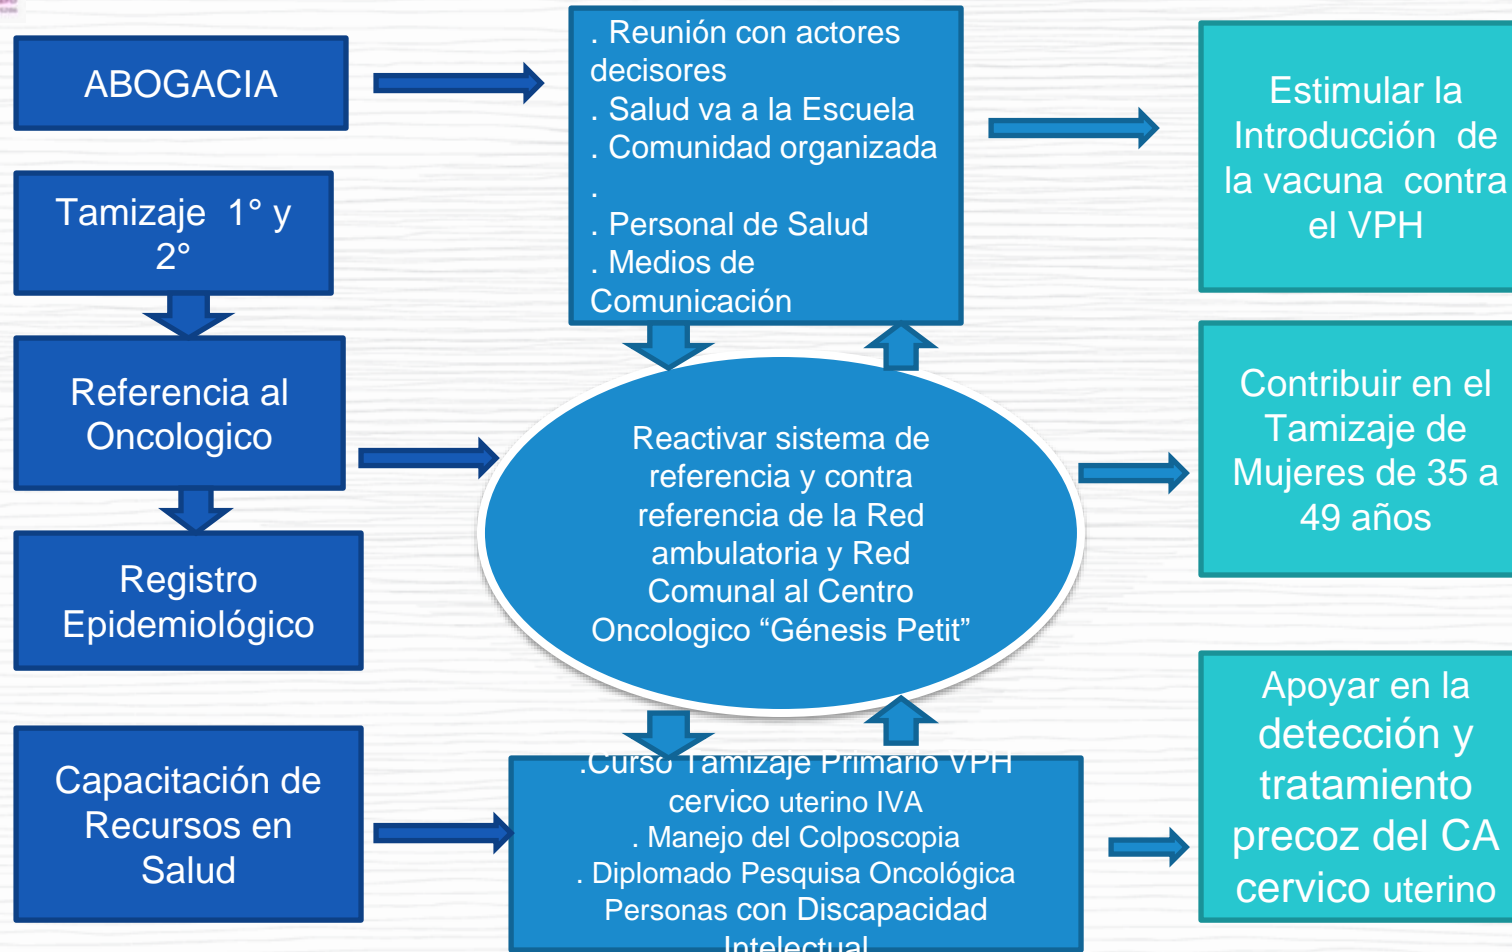 ABOGACIA
. Reunión con actores
decisores
. Salud va a la Escuela
. Comunidad organizada
.
. Personal de Salud
. Medios de
Comunicación
Estimular la
Introducción de
la vacuna contra
el VPH
Tamizaje 1° y
2°
Referencia al
Oncologico
Registro
Epidemiológico
Reactivar sistema de
referencia y contra
referencia de la Red
ambulatoria y Red
Comunal al Centro
Oncologico “Génesis Petit”
Contribuir en el
Tamizaje de
Mujeres de 35 a
49 años
Capacitación de
Recursos en
Salud
.Curso Tamizaje Primario VPH
cervico uterino IVA
. Manejo del Colposcopia
. Diplomado Pesquisa Oncológica
Personas con Discapacidad
Intelectual
Apoyar en la
detección y
tratamiento
precoz del CA
cervico uterino